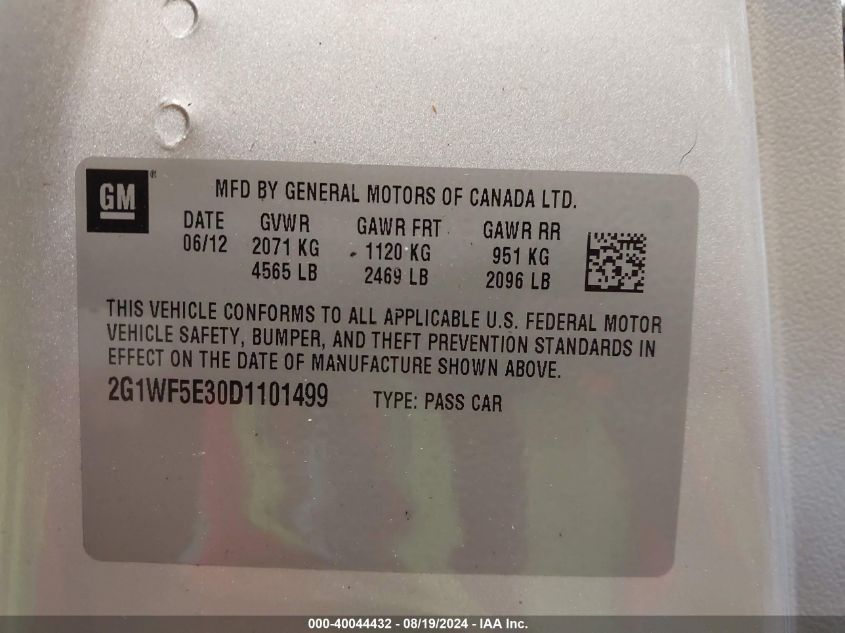 GM ®
MFD BY GENERAL MOTORS OF CANADA LTD.
DATE GVWR GAWR FRT GAWR RR
06/12 2071 KG 1120 KG 951 KG
4565 LB 2469 LB 2096 LB
THIS VEHICLE CONFORMS TO ALL APPLICABLE U.S. FEDERAL MOTOR
VEHICLE SAFETY, BUMPER, AND THEFT PREVENTION STANDARDS IN
EFFECT ON THE DATE OF MANUFACTURE SHOWN ABOVE.
2G1WF5E30D1101499 TYPE: PASS CAR
000-40044432 - 08/19/2024 - IAA Inc.